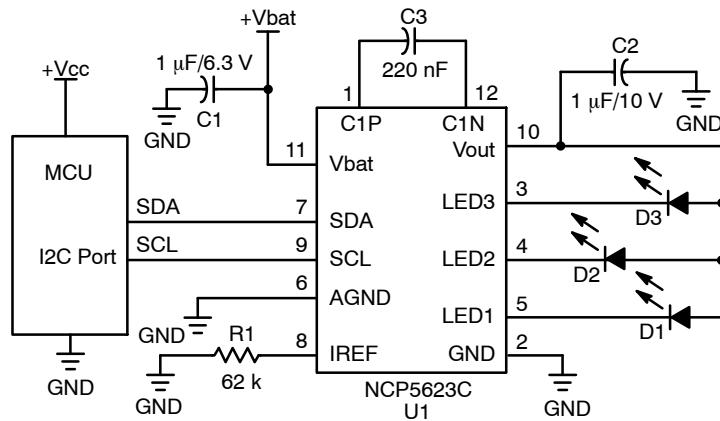 +Vbat
C3
C2
+Vcc
1 µF/6.3 V
220 nF
1
12
1 µF/10 V
GND
C1
C1P
C1N
10
GND
MCU
11
Vbat
Vout
SDA
7
SDA
LED3
3
D3
I2C Port
SCL
9
SCL
LED2
4
D2
6
AGND
GND
LED1
5
D1
R1
8
IREF
GND
2
GND
GND
62 k
NCP5623C
U1
GND